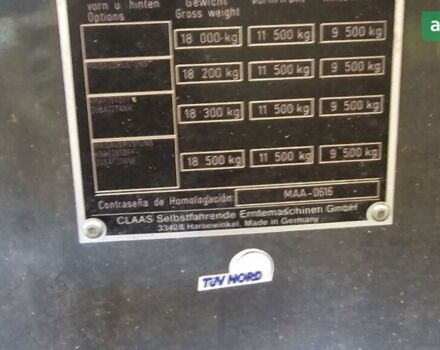 vorn u hinten
Options
Gewicht
Gross weight
18 000 kg 11 500 kg 9 500 kg
18 200 kg 11 500 kg 9 500 kg
18 300 kg 11 500 kg 9 500 kg
18 500 kg 11 500 kg 9 500 kg
Contraseña de Homologación: MAA-0616
CLAAS Selbstfahrende Erntemaschinen GmbH
33428 Harsewinkel, Made in Germany
TÜV NORD
a